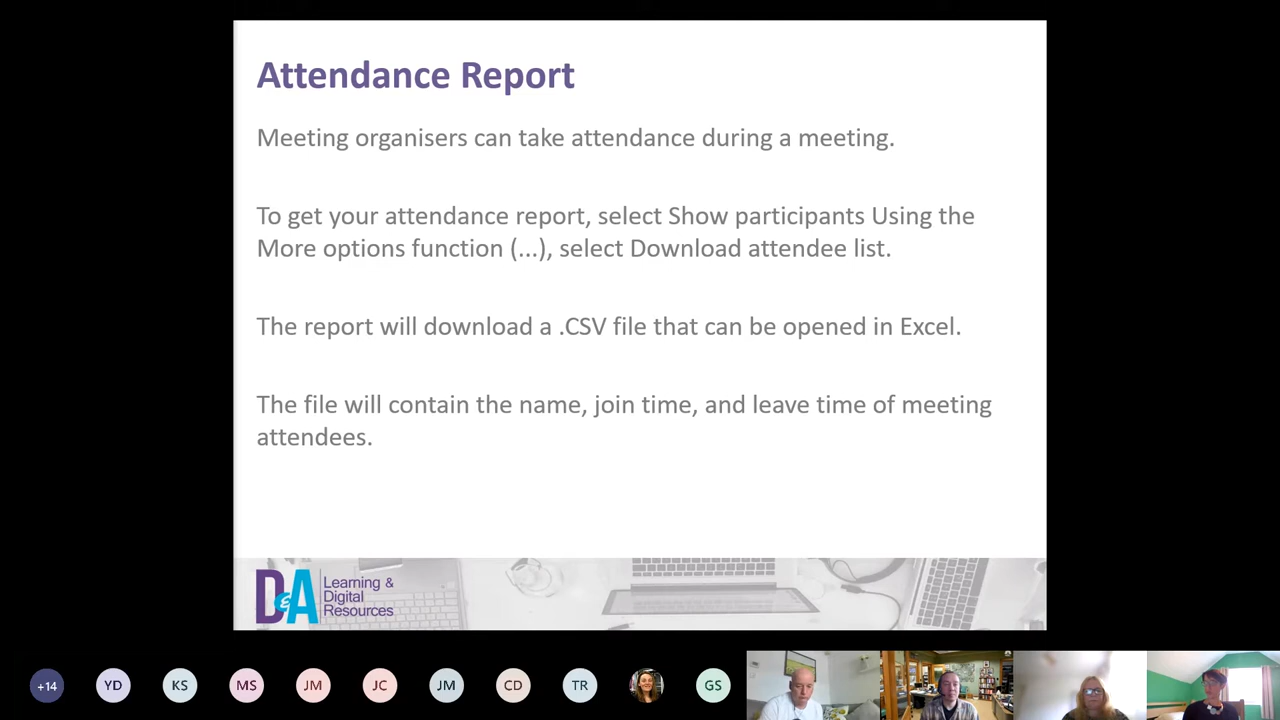 Attendance Report
Meeting organisers can take attendance during a meeting.
To get your attendance report, select Show participants Using the
More options function (...), select Download attendee list.
The report will download a .CSV file that can be opened in Excel.
The file will contain the name, join time, and leave time of meeting
attendees.
D&A Learning &
Digital
Resources
+14 YD KS MS JM JC JM CD TR GS